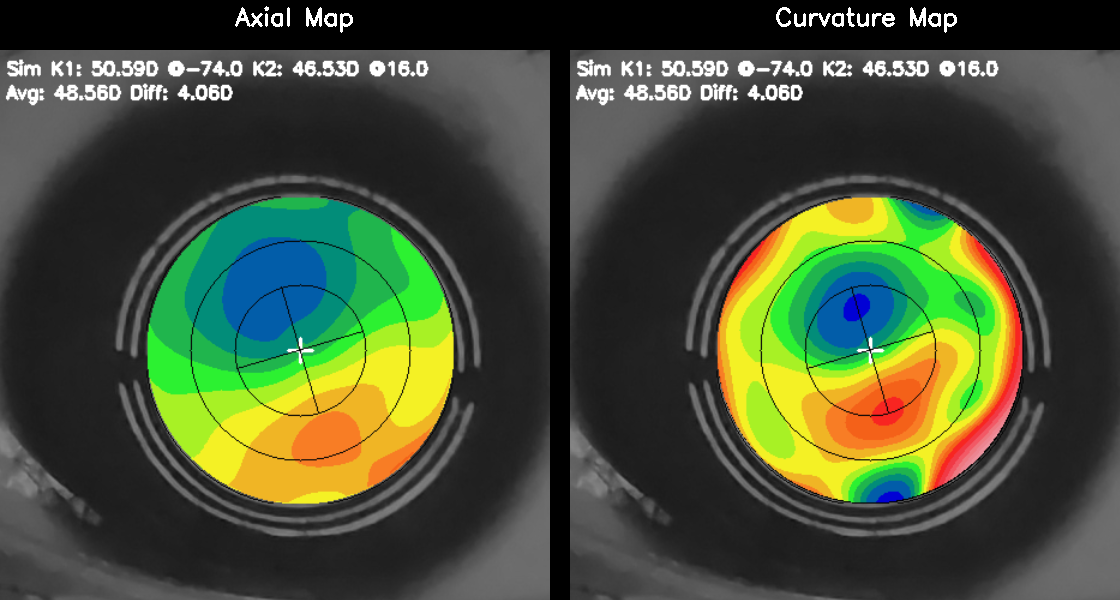 Axial Map
Curvature Map
Sim K1: 50.59D @-74.0 K2: 46.53D @16.0
Avg: 48.56D Diff: 4.06D
Sim K1: 50.59D @-74.0 K2: 46.53D @16.0
Avg: 48.56D Diff: 4.06D